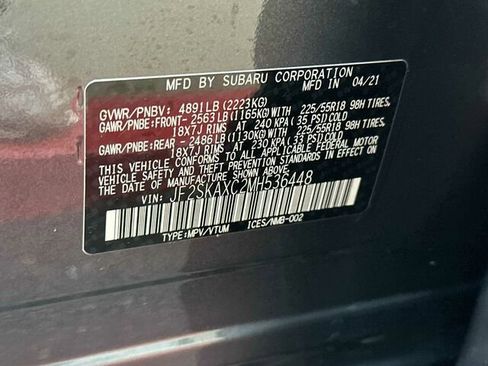 MFD BY SUBARU CORPORATION 04/21
GVWR/PNBV: 4891LB (2223KG)
GAWR/PNBE:FRONT- 2563LB (1165KG)WITH 225/55R18 98H TIRES,
18X7J RIMS AT 240 KPA (35 PSI)COLD
GAWR/PNBE:REAR - 2486LB (1130KG)WITH 225/55R18 98H TIRES,
18X7J RIMS AT 230 KPA (33 PSI)COLD
THIS VEHICLE CONFORMS TO ALL APPLICABLE FEDERAL MOTOR
VEHICLE SAFETY AND THEFT PREVENTION STANDARDS IN EFFECT
ON THE DATE OF MANUFACTURE SHOWN ABOVE.
VIN: JF2SKAXC2MH536448
TYPE:MPV/VTUM ICES/NMB-002